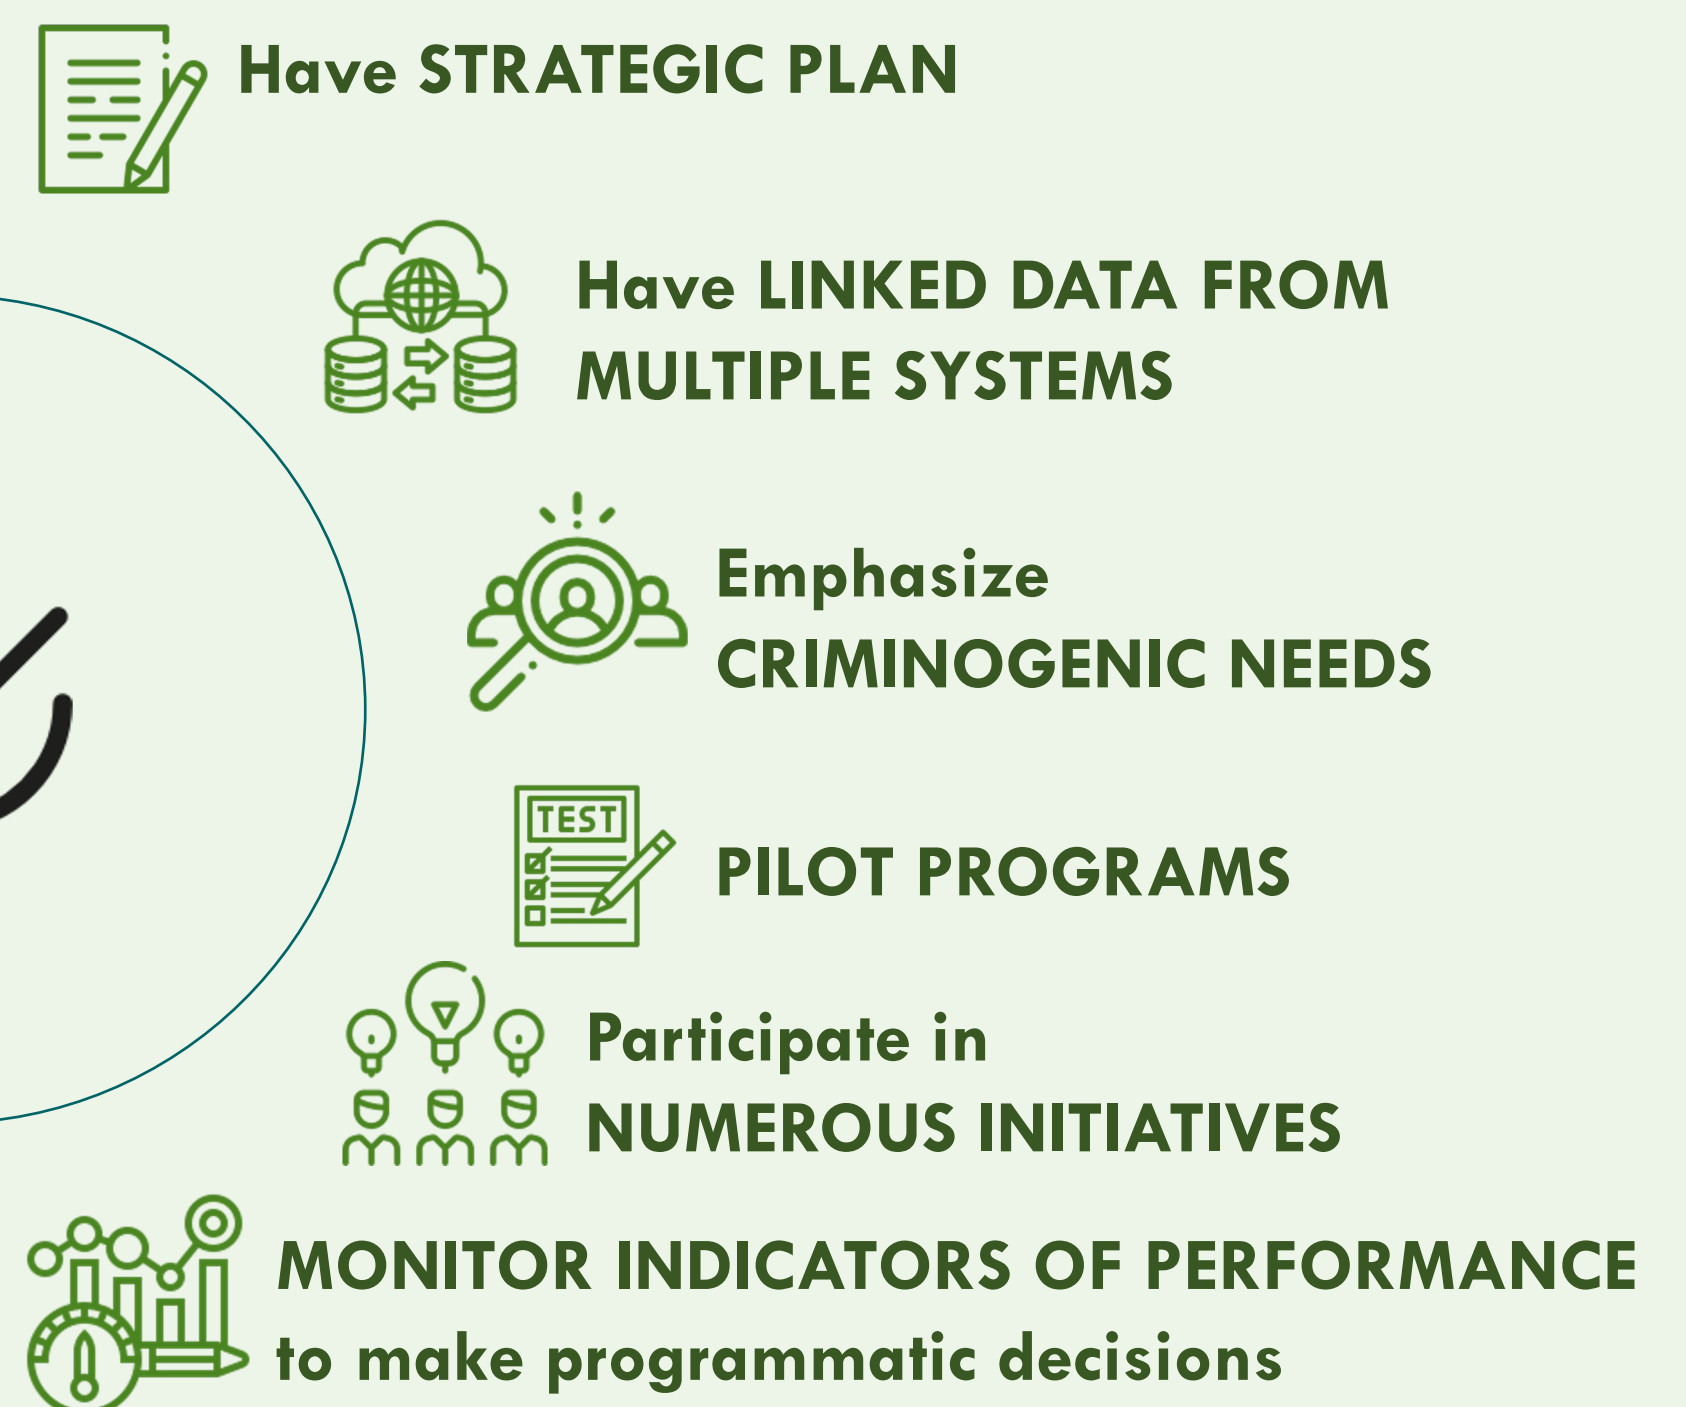 Have STRATEGIC PLAN
Have LINKED DATA FROM
MULTIPLE SYSTEMS
Emphasize
CRIMINOGENIC NEEDS
TEST
PILOT PROGRAMS
Participate in
NUMEROUS INITIATIVES
MONITOR INDICATORS OF PERFORMANCE
to make programmatic decisions